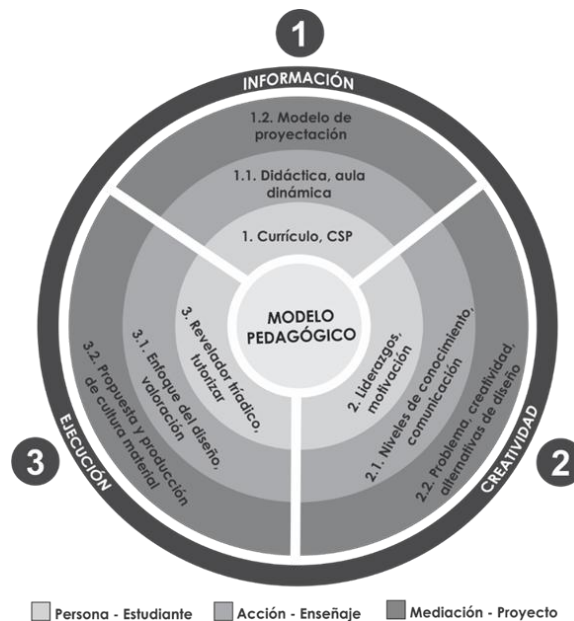 1
INFORMACIÓN
1.2. Modelo de
proyectación
1.1. Didáctica, aula
dinámica
1. Currículo, CSP
MODELO
PEDAGÓGICO
2. Liderazgos,
motivación
2.1. Niveles de conocimiento,
comunicación
2.2. Problema, creatividad,
alternativas de diseño
CREATIVIDAD
2
3. Revelador tríadico,
tutorizar
3.1. Enfoque del diseño,
valoración
3.2. Propuesta y producción
de cultura material
EJECUCIÓN
3
Persona - Estudiante
Acción - Enseñaje
Mediación - Proyecto